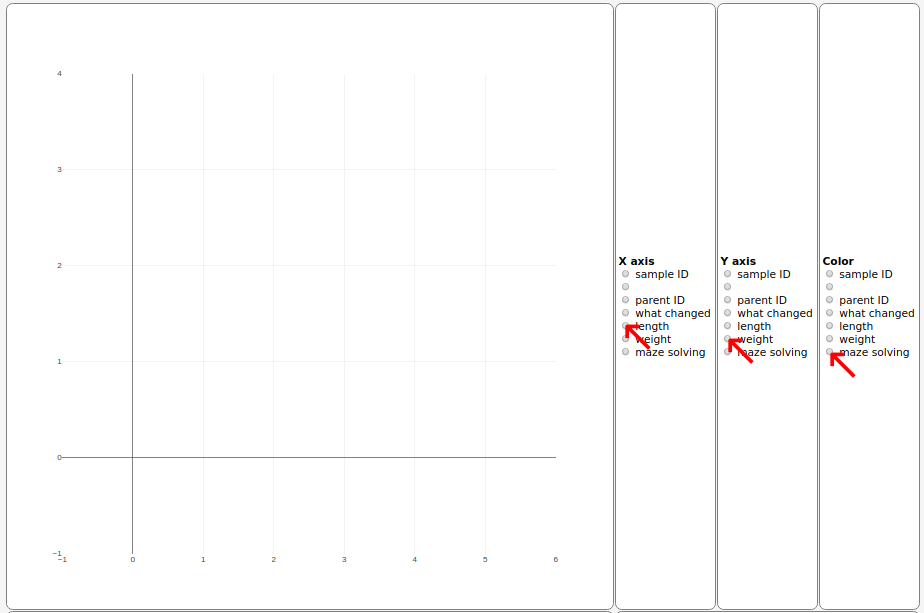 4
3
2
1
0
−1
−1 0 1 2 3 4 5 6
X axis
sample ID
parent ID
what changed
length
weight
maze solving
Y axis
sample ID
parent ID
what changed
length
weight
maze solving
Color
sample ID
parent ID
what changed
length
weight
maze solving